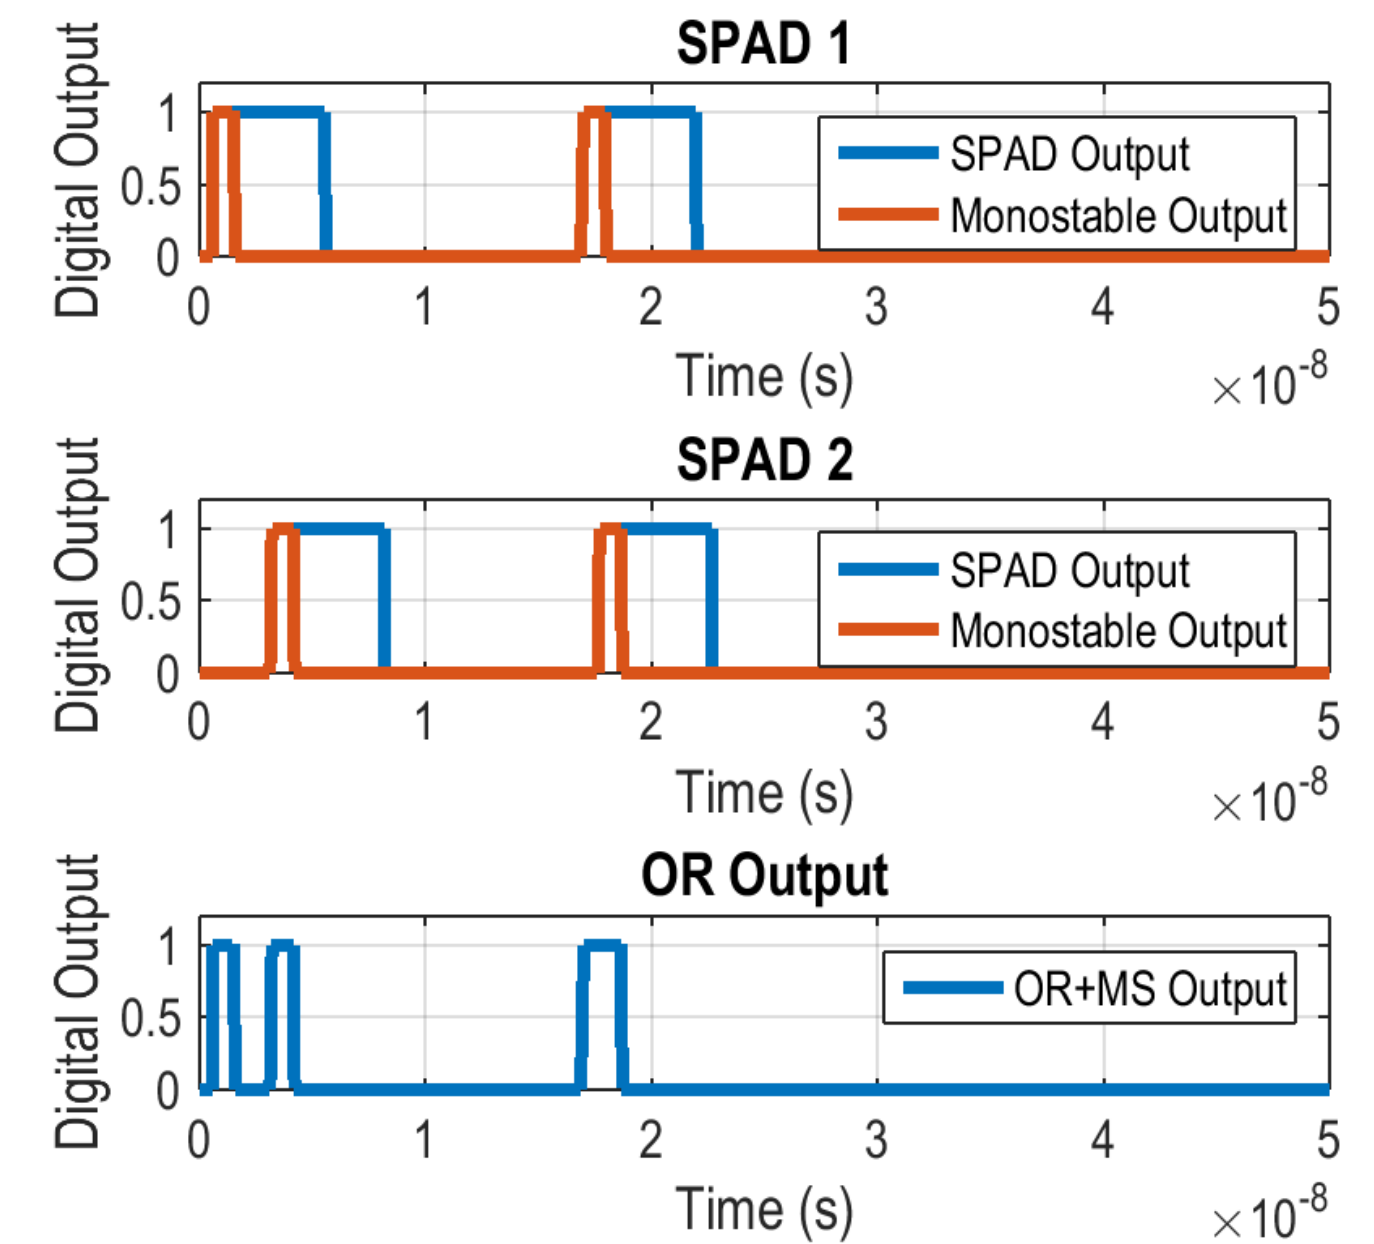 SPAD 1
Digital Output
1
0.5
0
SPAD Output
Monostable Output
0 1 2 3 4 5
Time (s)
×10-8
SPAD 2
Digital Output
1
0.5
0
SPAD Output
Monostable Output
0 1 2 3 4 5
Time (s)
×10-8
OR Output
Digital Output
1
0.5
0
OR+MS Output
0 1 2 3 4 5
Time (s)
×10-8